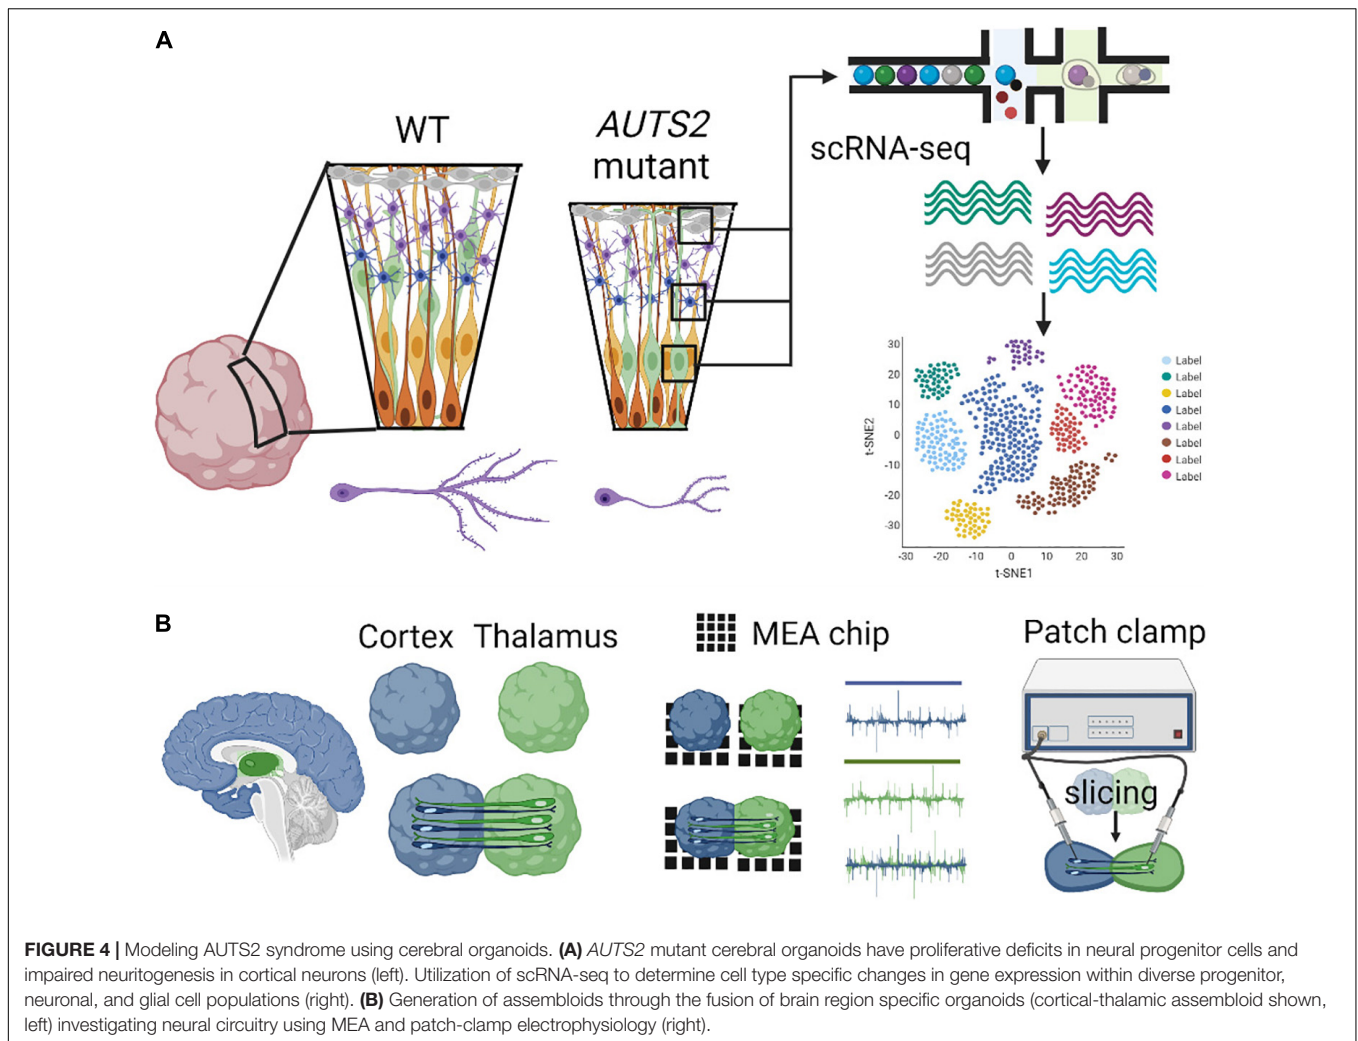 A
WT
AUTS2
mutant
scRNA-seq
30
20
10
0
-10
-20
-30
t-SNE2
-30 -20 -10 0 10 20 30
t-SNE1
Label
Label
Label
Label
Label
Label
Label
Label
B
Cortex Thalamus
MEA chip
Patch clamp
slicing
FIGURE 4 | Modeling AUTS2 syndrome using cerebral organoids. (A) AUTS2 mutant cerebral organoids have proliferative deficits in neural progenitor cells and
impaired neuritogenesis in cortical neurons (left). Utilization of scRNA-seq to determine cell type specific changes in gene expression within diverse progenitor,
neuronal, and glial cell populations (right). (B) Generation of assembloids through the fusion of brain region specific organoids (cortical-thalamic assembloid shown,
left) investigating neural circuitry using MEA and patch-clamp electrophysiology (right).